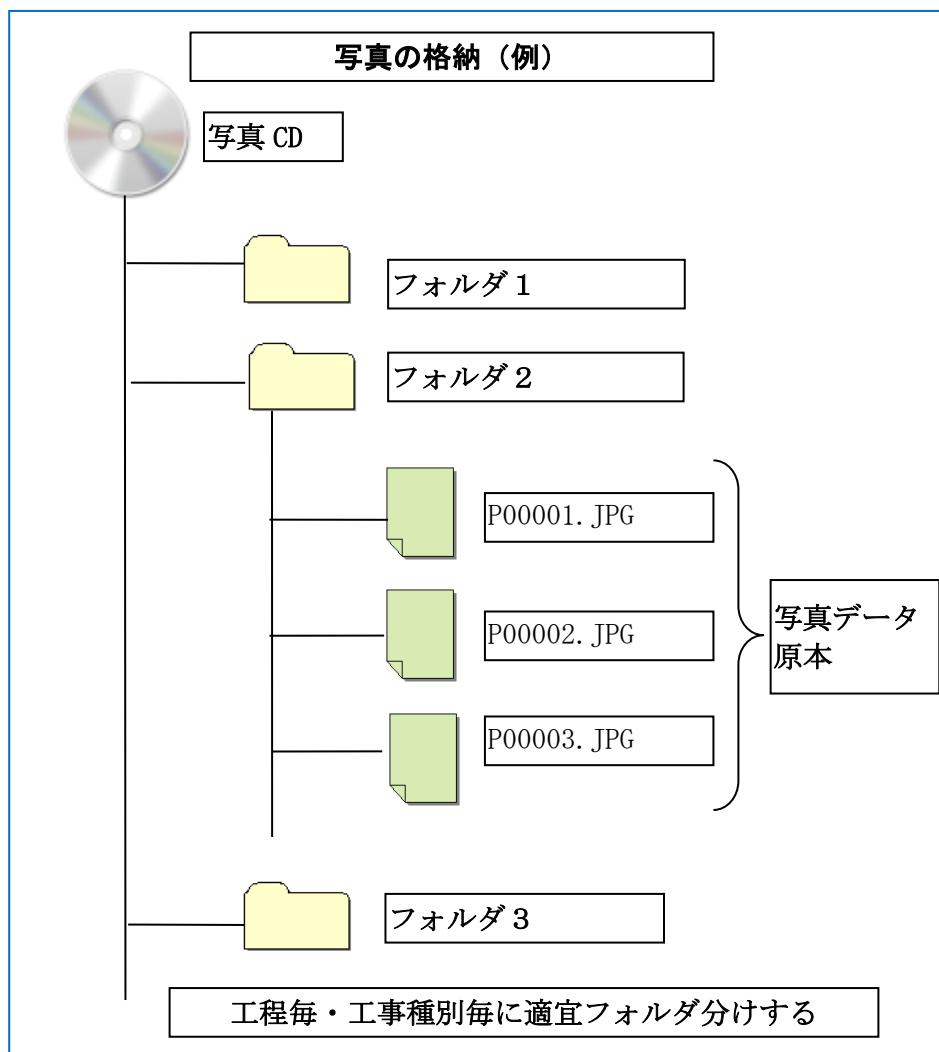 写真の格納（例）
写真 CD
フォルダ１
フォルダ２
P00001.JPG
P00002.JPG
P00003.JPG
写真データ
原本
フォルダ３
工程毎・工事種別毎に適宜フォルダ分けする